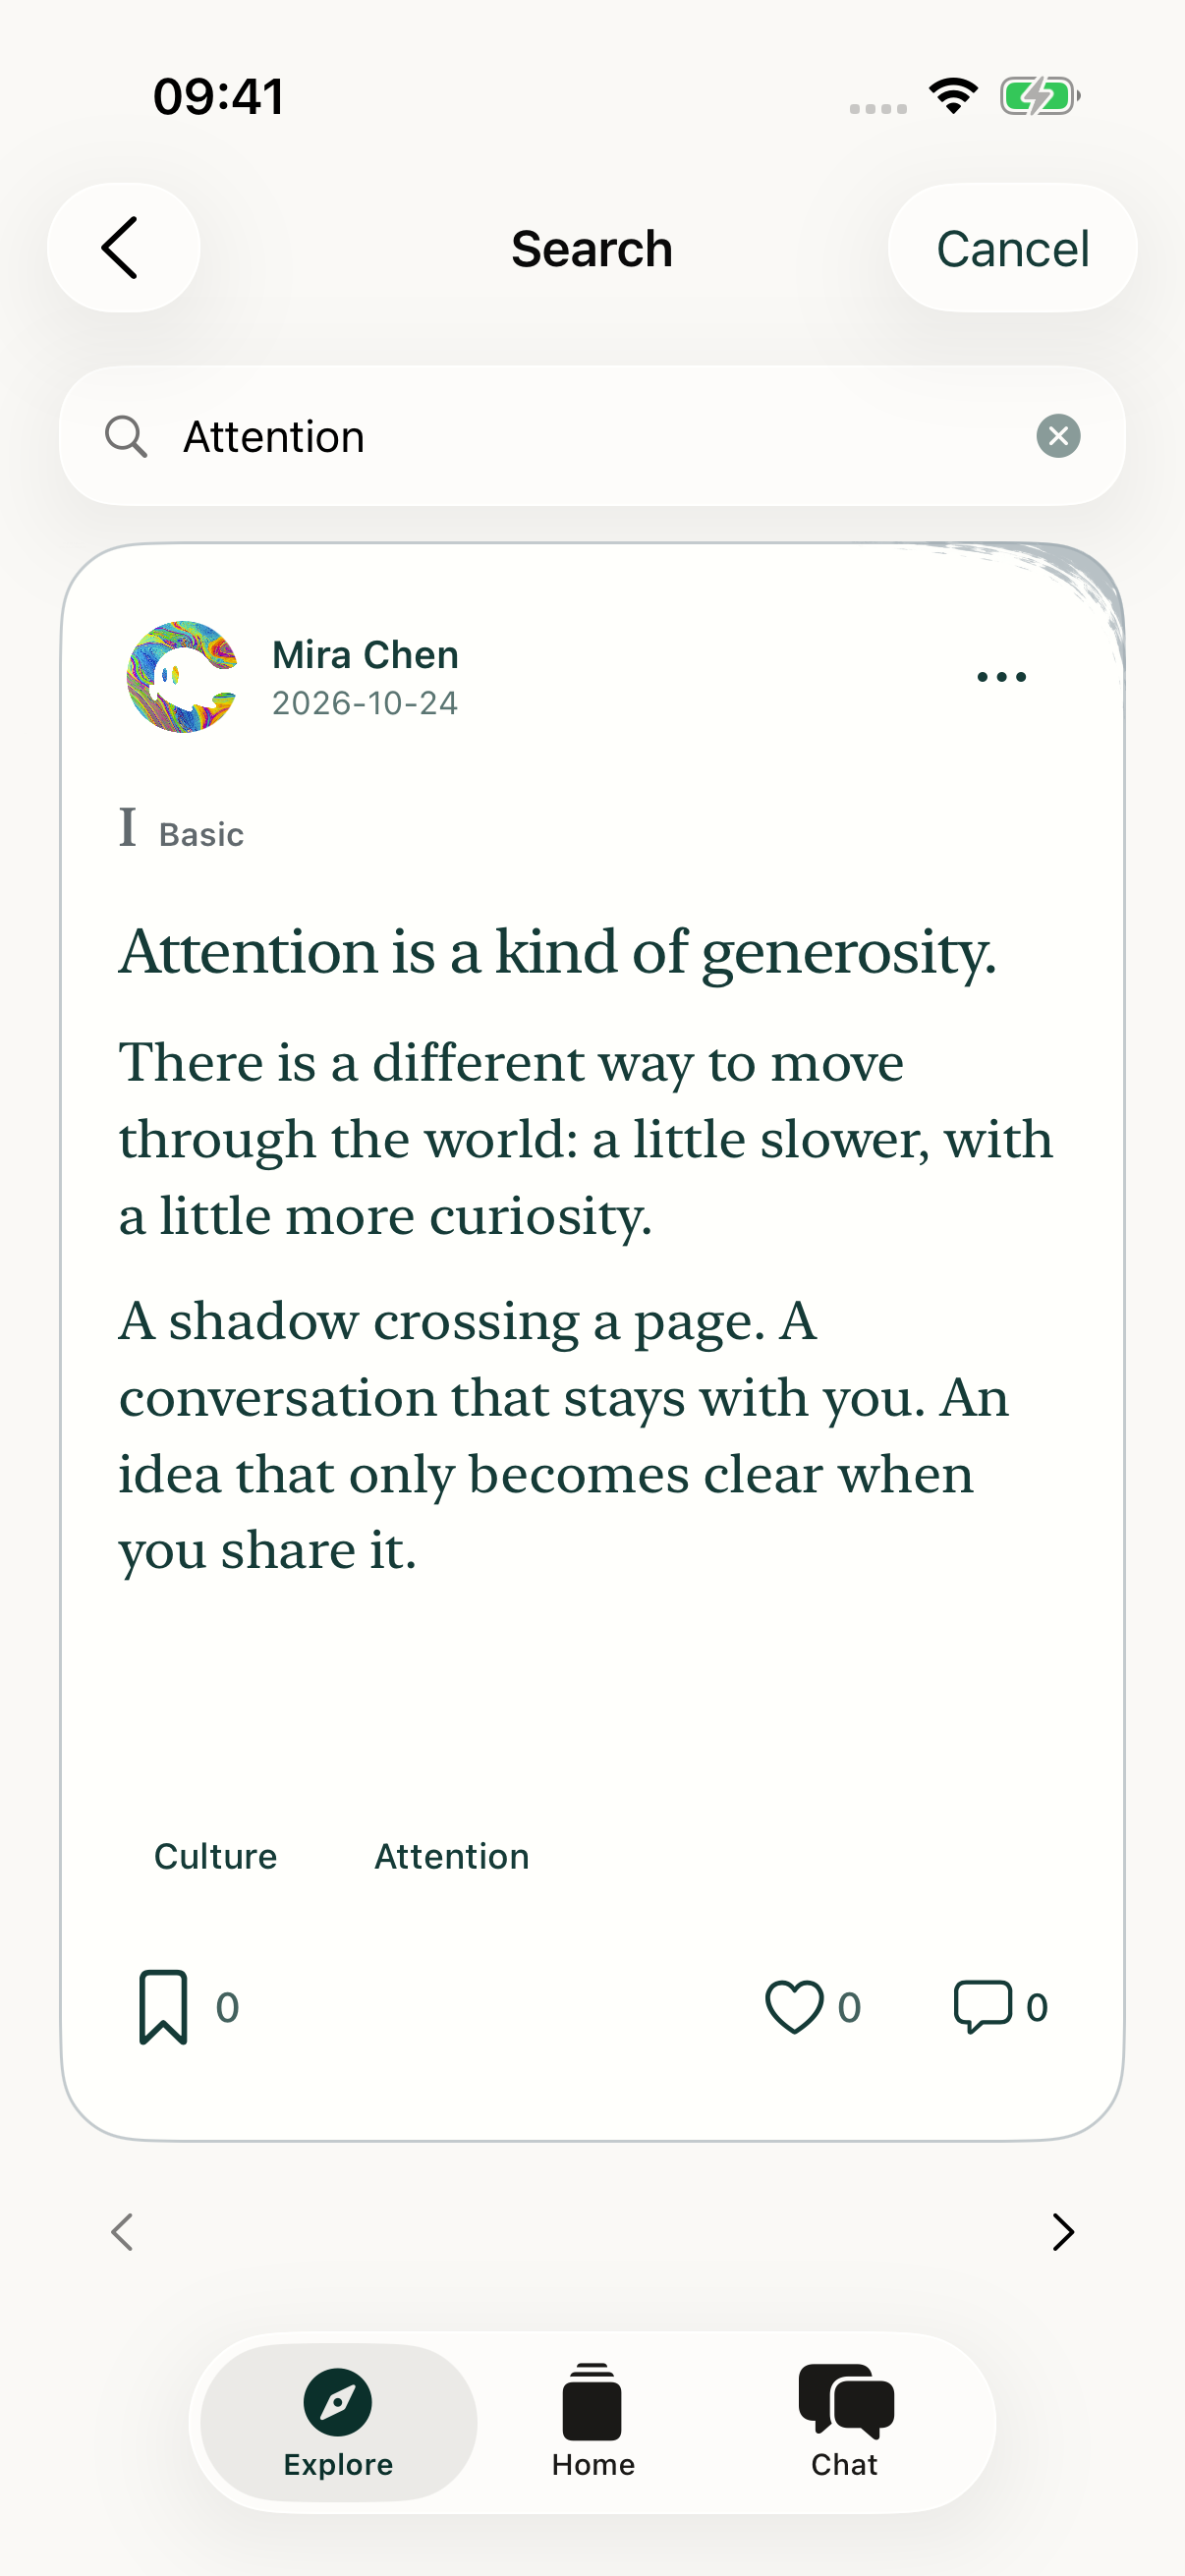 09:41
Search
Cancel
Attention
Mira Chen
2026-10-24
I Basic
Attention is a kind of generosity.
There is a different way to move
through the world: a little slower, with
a little more curiosity.
A shadow crossing a page. A
conversation that stays with you. An
idea that only becomes clear when
you share it.
Culture Attention
0 0 0
Explore Home Chat